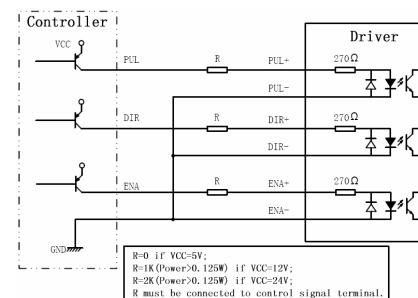 Controller
Driver
VCC
PUL
R
PUL+
270Ω
PUL-
DIR
R
DIR+
270Ω
DIR-
ENA
R
ENA+
270Ω
ENA-
GND
R=0 if VCC=5V;
R=1K(Power>0.125W) if VCC=12V;
R=2K(Power>0.125W) if VCC=24V;
R must be connected to control signal terminal.